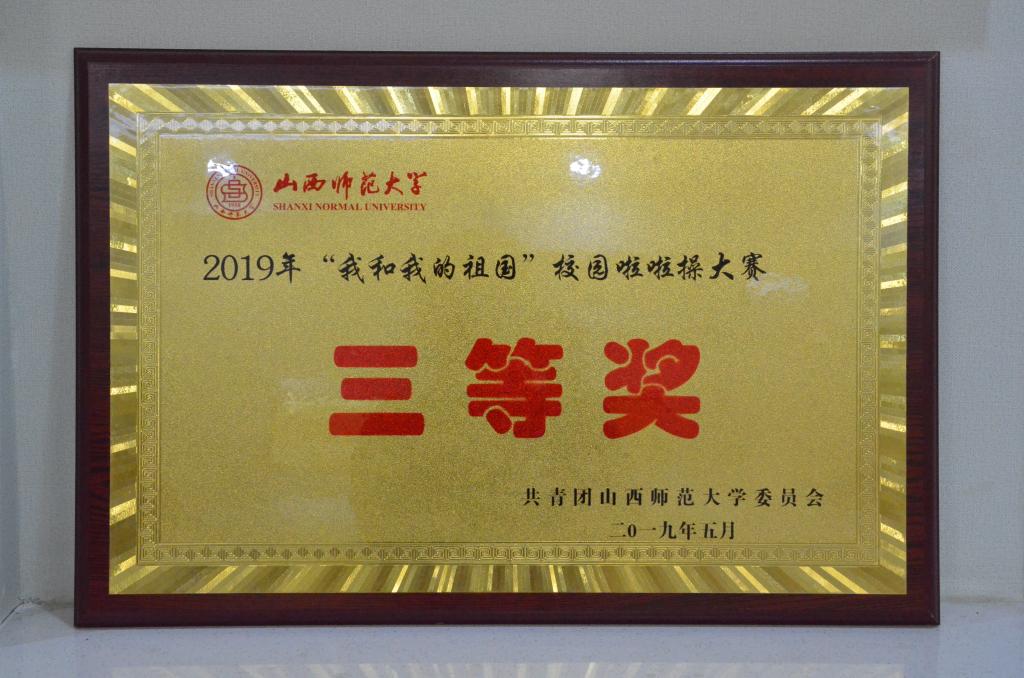 山西师范大学
SHANXI NORMAL UNIVERSITY
2019年“我和我的祖国”校园啦啦操大赛
三等奖
共青团山西师范大学委员会
二0一九年五月